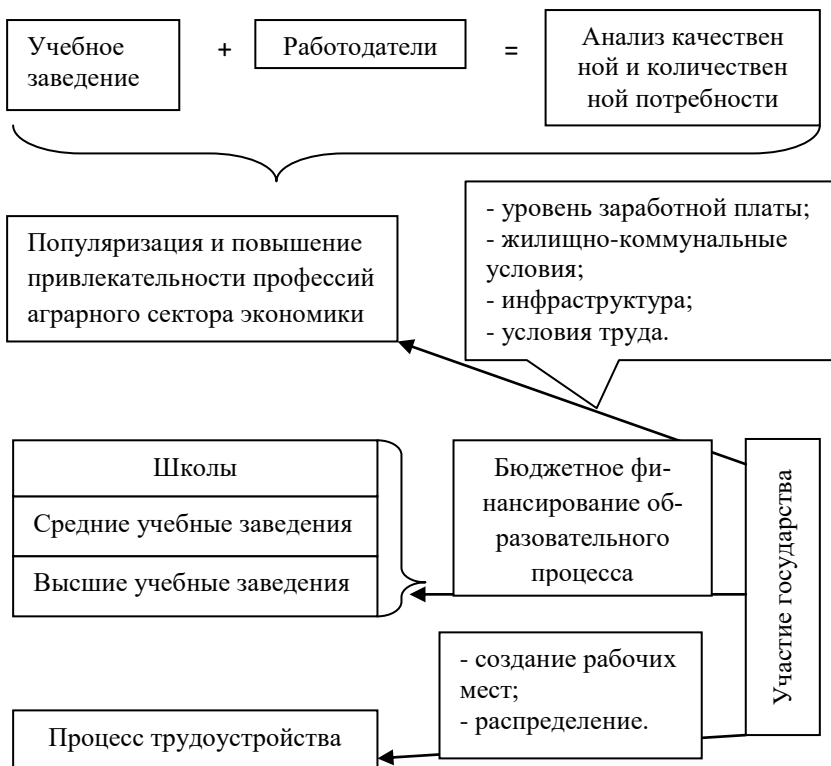 Учебное
заведение
+
Работодатели
=
Анализ качествен
ной и количествен
ной потребности
Популяризация и повышение
привлекательности профессий
аграрного сектора экономики
- уровень заработной платы;
- жилищно-коммунальные
условия;
- инфраструктура;
- условия труда.
Школы
Средние учебные заведения
Высшие учебные заведения
Бюджетное фи-
нансирование об-
разовательного
процесса
Участие государства
- создание рабочих
мест;
- распределение.
Процесс трудоустройства